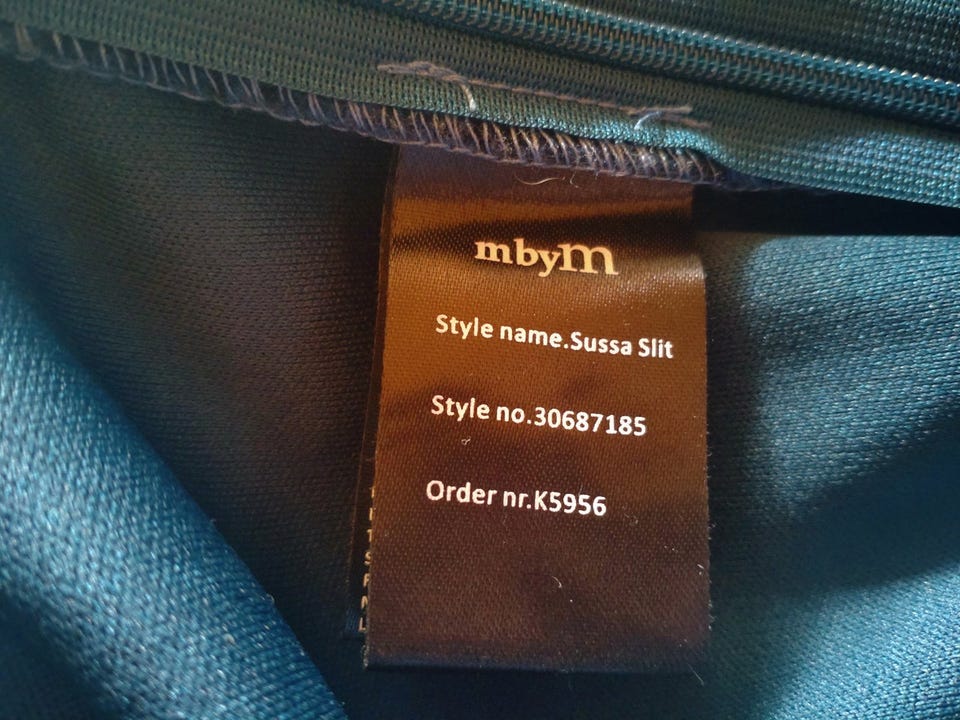 mbym
Style name.Sussa Slit
Style no.30687185
Order nr.K5956